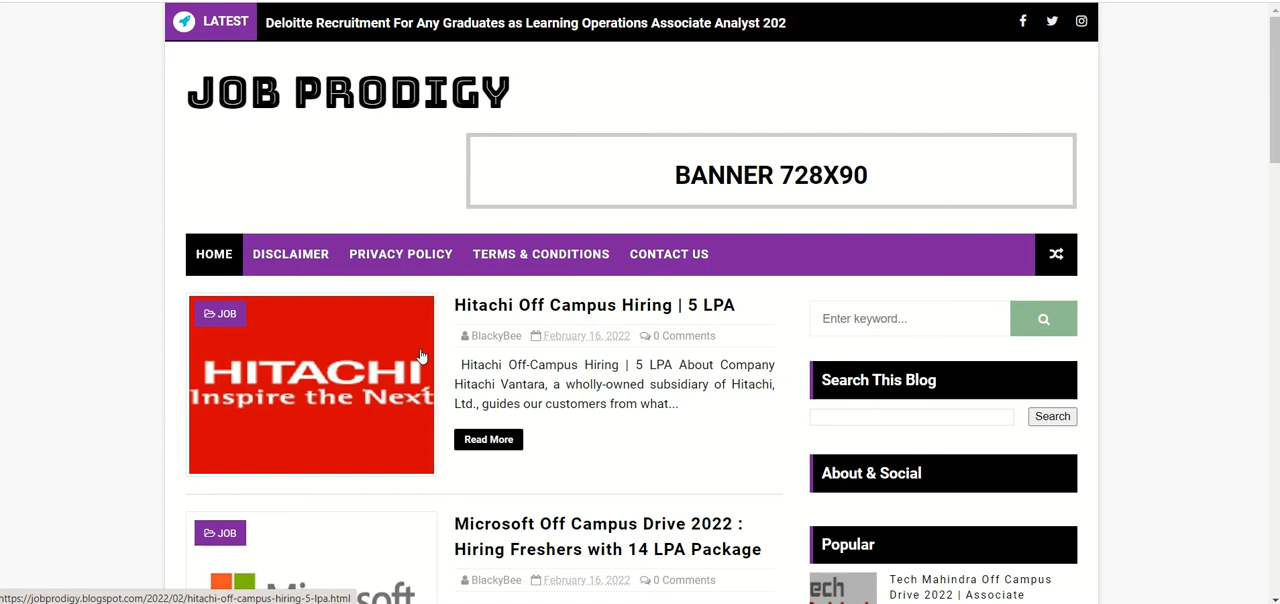 LATEST
Deloitte Recruitment For Any Graduates as Learning Operations Associate Analyst 202
JOB PRODIGY
BANNER 728X90
HOME DISCLAIMER PRIVACY POLICY TERMS & CONDITIONS CONTACT US
JOB
HITACHI
Inspire the Next
Hitachi Off Campus Hiring | 5 LPA
BlackyBee February 16, 2022 0 Comments
Hitachi Off-Campus Hiring | 5 LPA About Company
Hitachi Vantara, a wholly-owned subsidiary of Hitachi,
Ltd., guides our customers from what...
Read More
JOB
Microsoft Off Campus Drive 2022 :
Hiring Freshers with 14 LPA Package
BlackyBee February 16, 2022 0 Comments
Enter keyword...
Search This Blog
Search
About & Social
Popular
Tech Mahindra Off Campus
Drive 2022 | Associate
https://jobprodigy.blogspot.com/2022/02/hitachi-off-campus-hiring-5-lpa.html